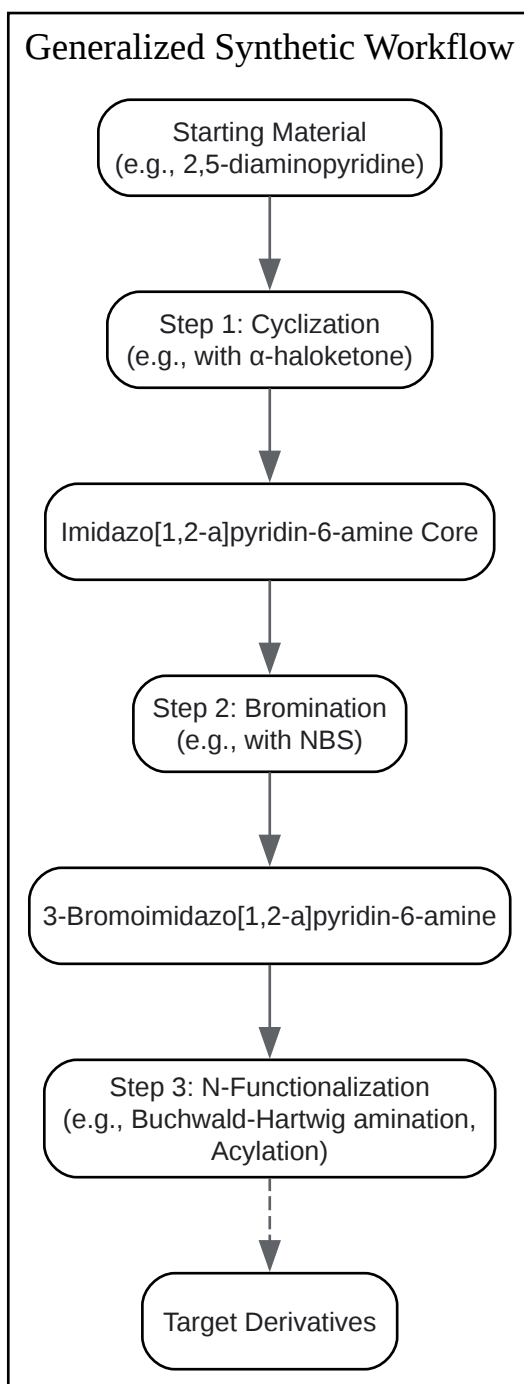 Generalized Synthetic Workflow
Starting Material
(e.g., 2,5-diaminopyridine)
Step 1: Cyclization
(e.g., with α-haloketone)
Imidazo[1,2-a]pyridin-6-amine Core
Step 2: Bromination
(e.g., with NBS)
3-Bromoimidazo[1,2-a]pyridin-6-amine
Step 3: N-Functionalization
(e.g., Buchwald-Hartwig amination,
Acylation)
Target Derivatives